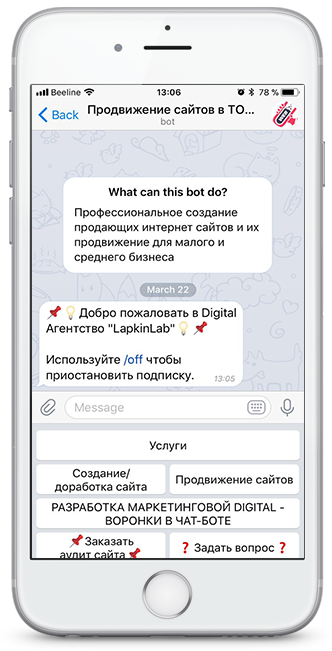 Beeline
13:06
78 %
Back
Продвижение сайтов в ТО...
bot
What can this bot do?
Профессиональное создание
продающих интернет сайтов и их
продвижение для малого и
среднего бизнеса
March 22
📌💡Добро пожаловать в Digital
Агентство "LapkinLab"💡📌
Используйте /off чтобы
приостановить подписку.
13:05
Message
Услуги
Создание/
доработка сайта
Продвижение сайтов
РАЗРАБОТКА МАРКЕТИНГОВОЙ DIGITAL -
ВОРОНКИ В ЧАТ-БОТЕ
📌Заказать
аудит сайта📌
❓Задать вопрос❓